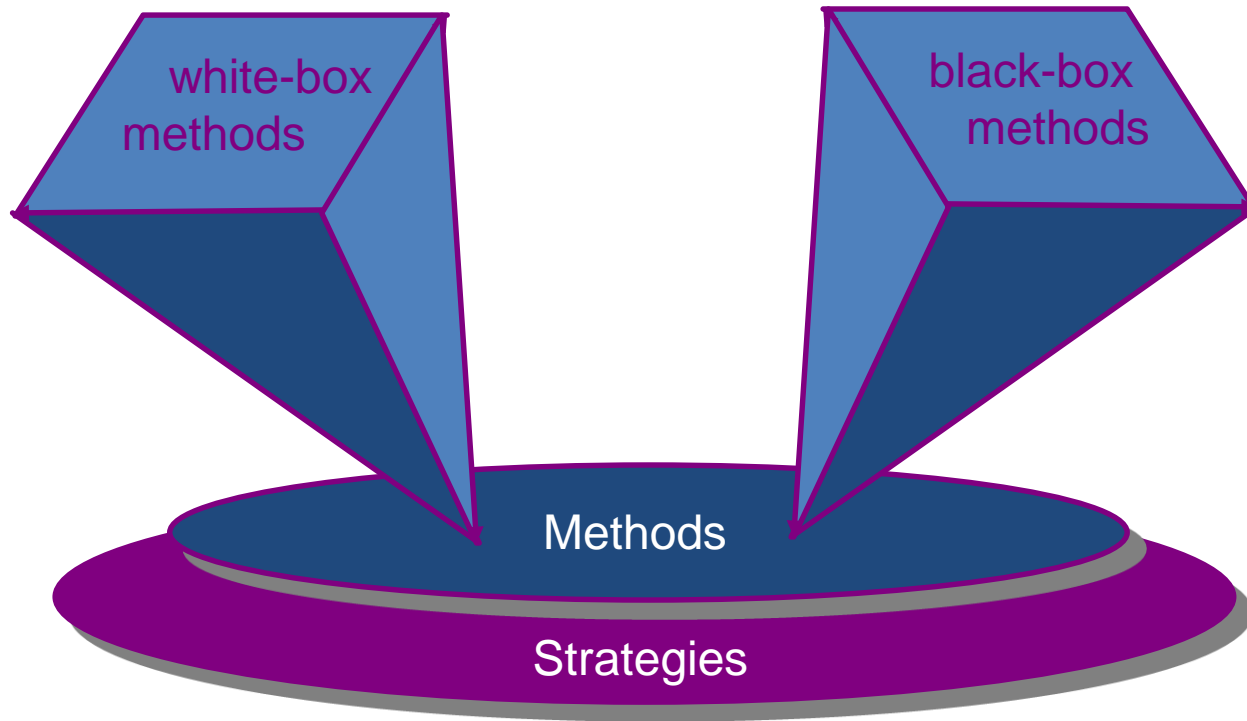 white-box
methods
black-box
methods
Methods
Strategies